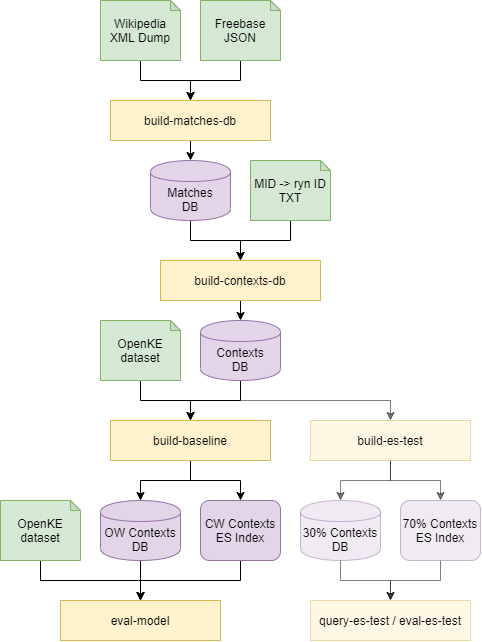 Wikipedia
XML Dump
Freebase
JSON
build-matches-db
Matches
DB
MID -> ryn ID
TXT
build-contexts-db
OpenKE
dataset
Contexts
DB
build-baseline
build-es-test
OpenKE
dataset
OW Contexts
DB
CW Contexts
ES Index
30% Contexts
DB
70% Contexts
ES Index
eval-model
query-es-test / eval-es-test